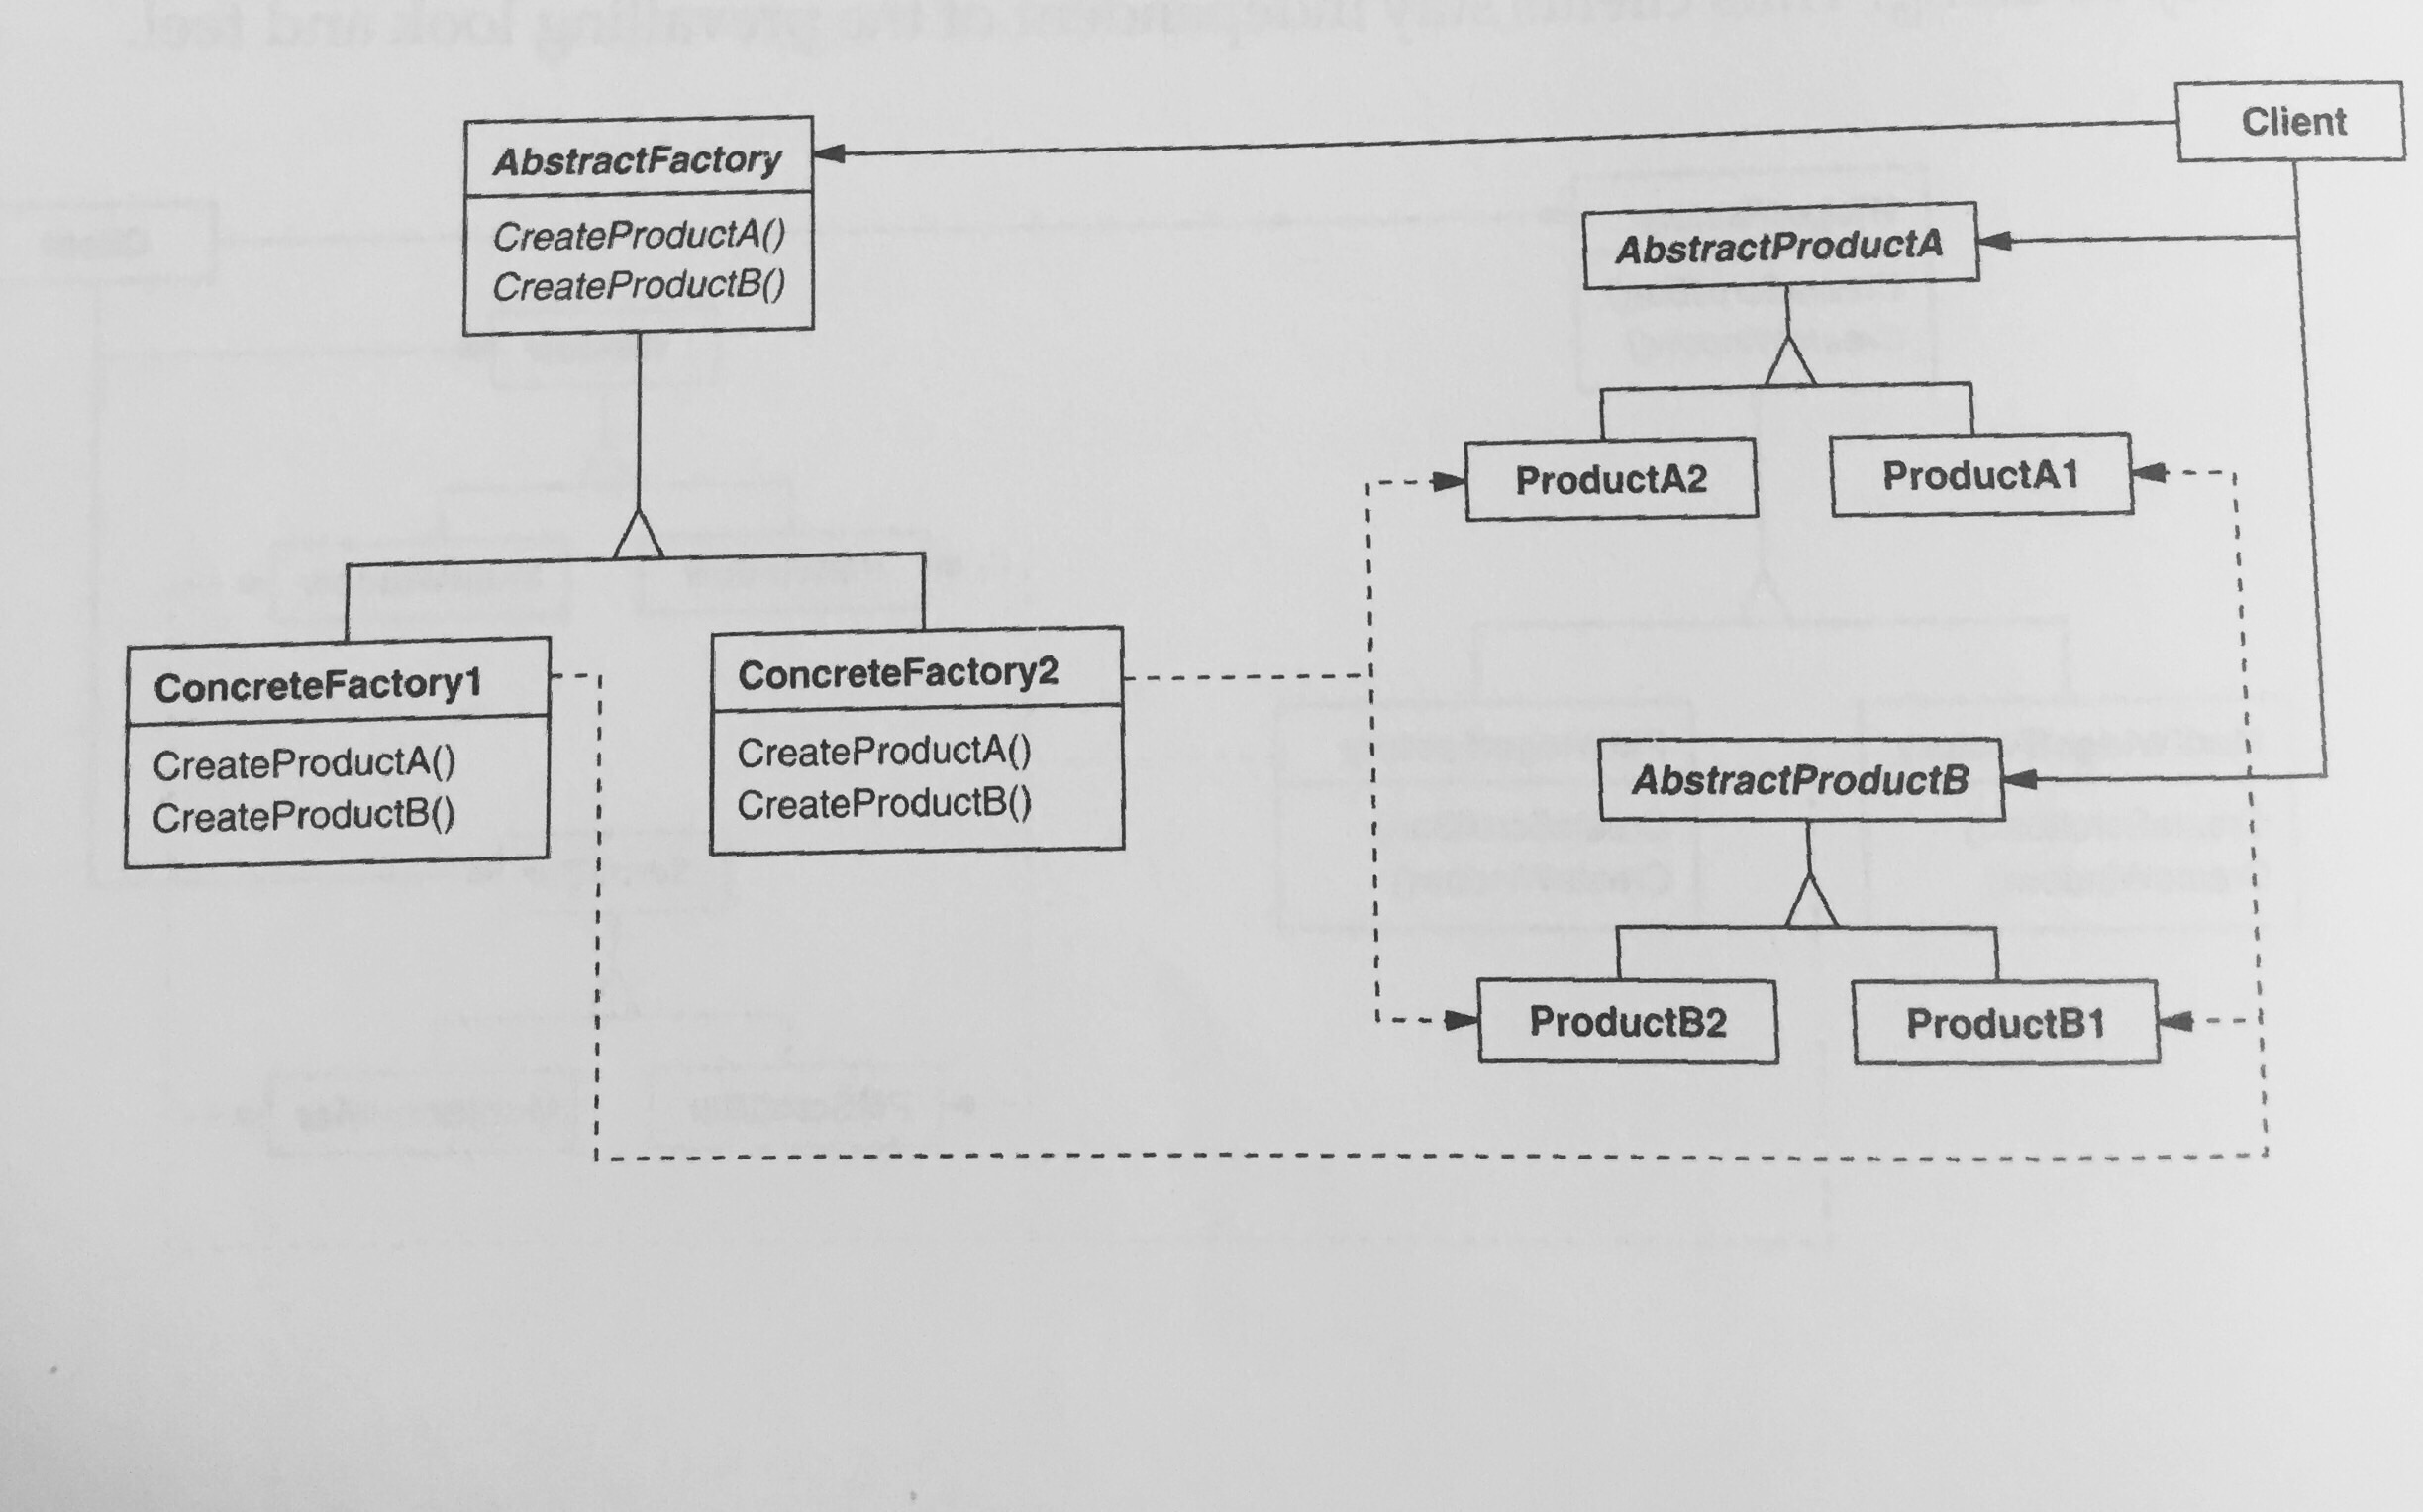 Client
AbstractFactory
CreateProductA()
CreateProductB()
AbstractProductA
ProductA2
ProductA1
ConcreteFactory1
CreateProductA()
CreateProductB()
ConcreteFactory2
CreateProductA()
CreateProductB()
AbstractProductB
ProductB2
ProductB1